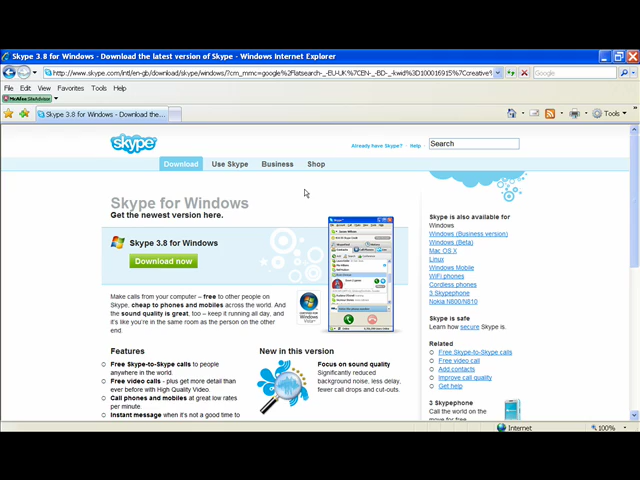 Skype 3.8 for Windows - Download the latest version of Skype - Windows Internet Explorer
File Edit View Favorites Tools Help
McAfee SiteAdvisor
Google
Skype 3.8 for Windows - Download the...
Tools
skype
Already have Skype? Help
Search
Download Use Skype Business Shop
Skype for Windows
Get the newest version here.
Skype 3.8 for Windows
Download now
Make calls from your computer – free to other people on
Skype, cheap to phones and mobiles across the world. And
the sound quality is great, too – keep it running all day, and
it's like you're in the same room as the person on the other
end.
Features
Free Skype-to-Skype calls to people
anywhere in the world.
Free video calls - plus get more detail than
ever before with High Quality Video.
Call phones and mobiles at great low rates
per minute.
Instant message when it's not a good time to
New in this version
Focus on sound quality
Significantly reduced
background noise, less delay,
fewer call drops and cut-outs.
Skype is also available for
Windows
Windows (Business version)
Windows (Beta)
Mac OS X
Linux
Windows Mobile
WiFi phones
Cordless phones
3 Skypephone
Nokia N800/N810
Skype is safe
Learn how secure Skype is.
Related
Free Skype-to-Skype calls
Free video call
Add contacts
Improve call quality
Get help
3 Skypephone
Call the world on
the move for free.
Internet
100%